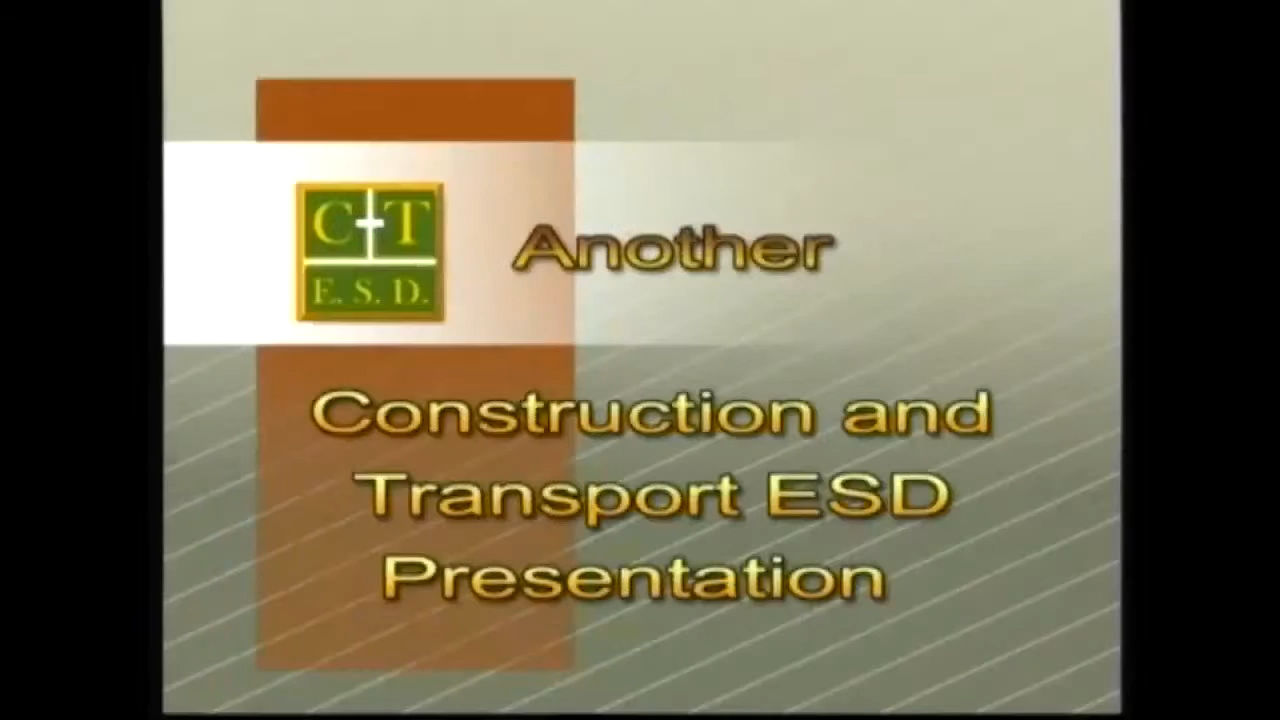 C T
E. S. D.
Another
Construction and
Transport ESD
Presentation